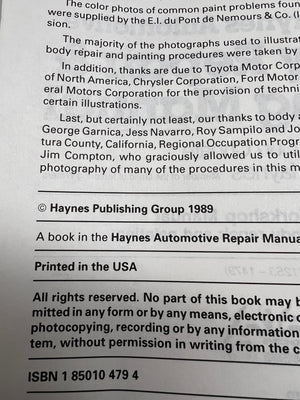 The color photos of common paint problems foun
were supplied by the E.I. du Pont de Nemours & Co. (I
sion.
The majority of the photographs used to illustrat
body repair and painting procedures were taken by
In addition, thanks are due to Toyota Motor Corp
of North America, Chrysler Corporation, Ford Motor
eral Motors Corporation for the provision of techni
certain illustrations.
Last, but certainly not least, our thanks to body a
George Garnica, Jess Navarro, Roy Sampilo and Jo
tura County, California, Regional Occupation Progr
Jim Compton, who graciously allowed us to util
photography of many of the procedures in this m
© Haynes Publishing Group 1989
A book in the Haynes Automotive Repair Manua
Printed in the USA
All rights reserved. No part of this book may b
mitted in any form or by any means, electronic o
photocopying, recording or by any information
tem, without permission in writing from the c
ISBN 1 85010 479 4